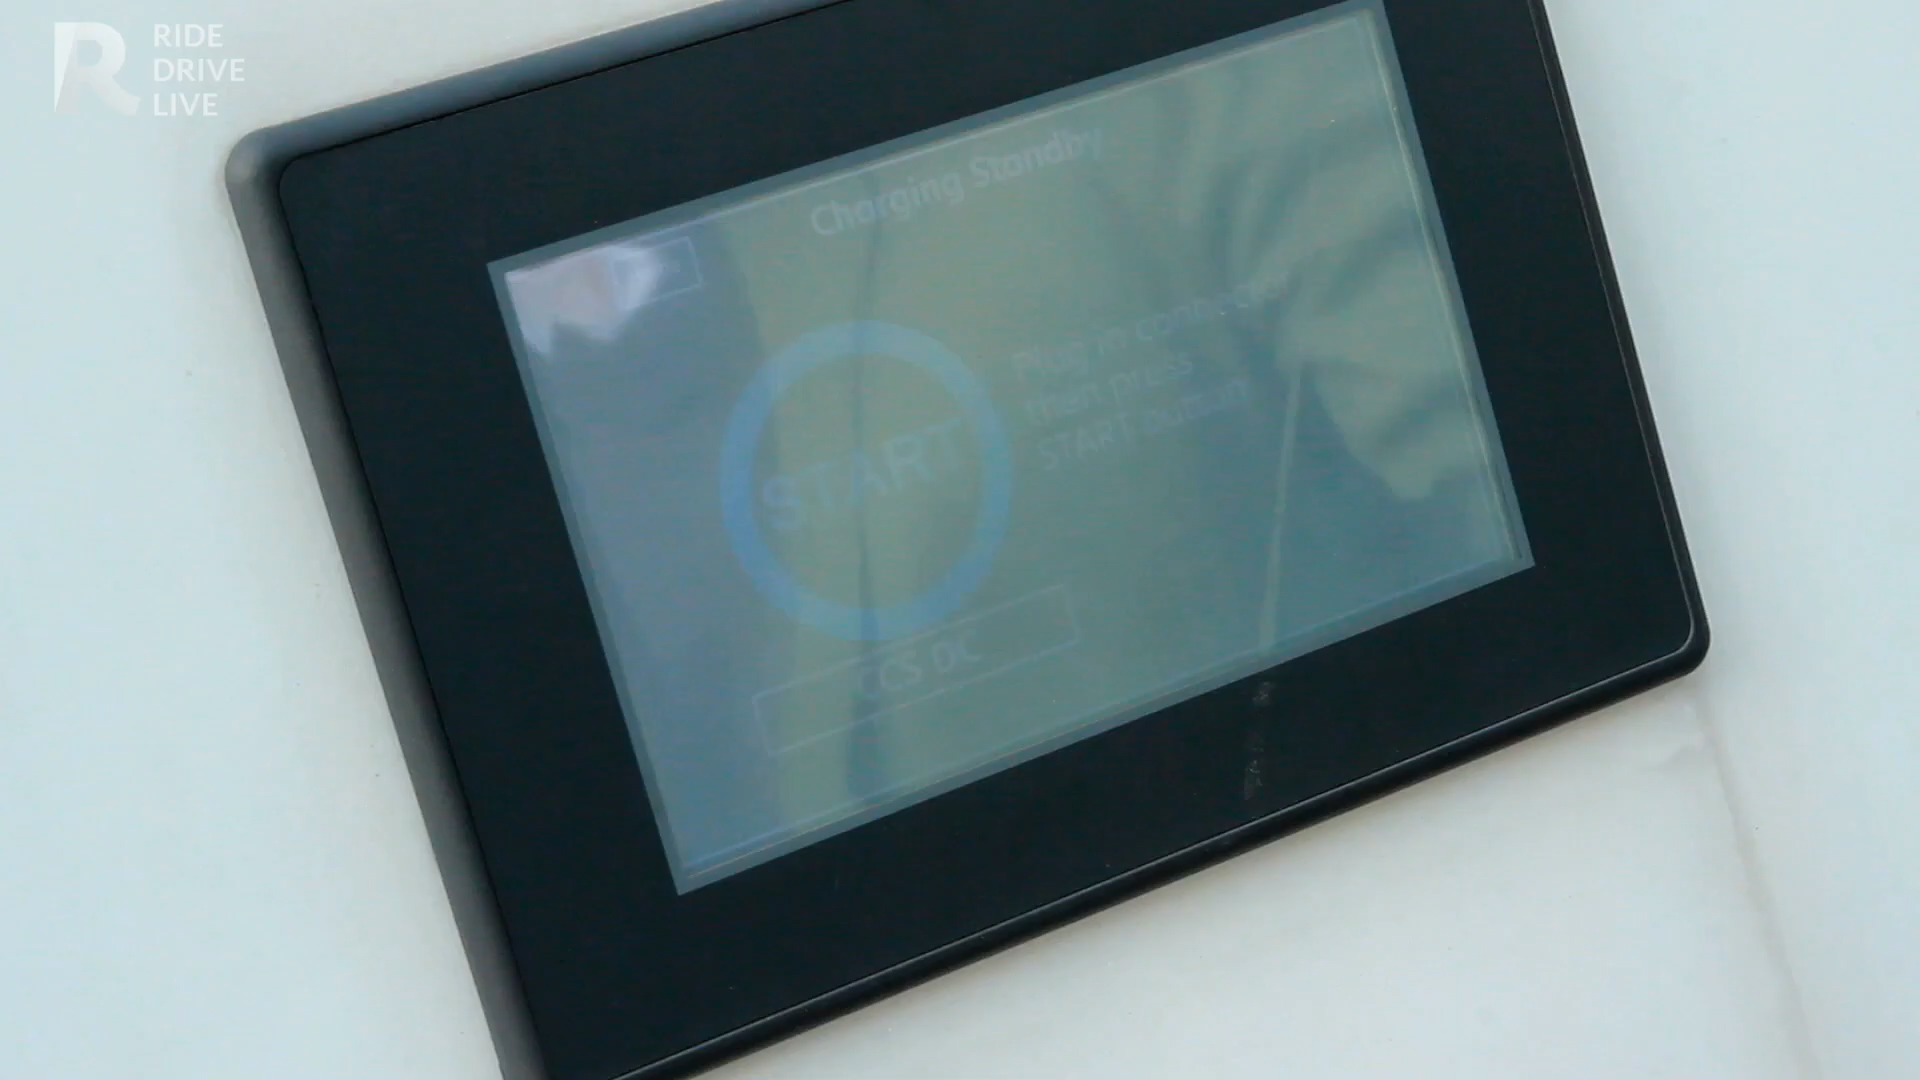 RIDE
DRIVE
LIVE
Charging Standby
Plug in connector
then press
START button
START
CCS DC